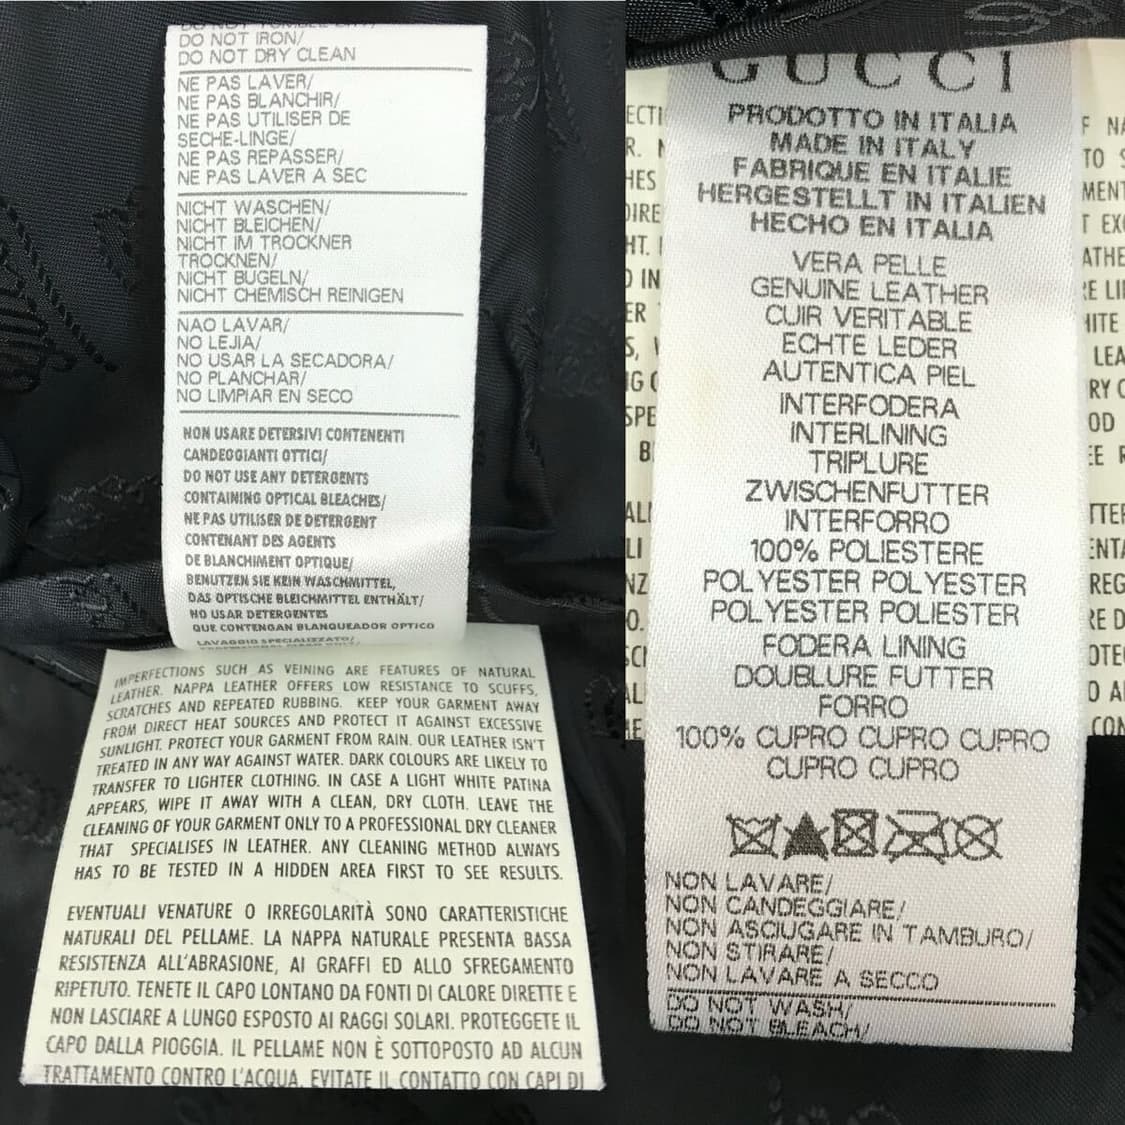 DO NOT IRON/
DO NOT DRY CLEAN
NE PAS LAVER/
NE PAS BLANCHIR/
NE PAS UTILISER DE
SECHE-LINGE/
NE PAS REPASSER/
NE PAS LAVER A SEC
NICHT WASCHEN/
NICHT BLEICHEN/
NICHT IM TROCKNER
TROCKNEN/
NICHT BUGELN/
NICHT CHEMISCH REINIGEN
NAO LAVAR/
NO LEJIA/
NO USAR LA SECADORA/
NO PLANCHAR/
NO LIMPIAR EN SECO
NON USARE DETERSIVI CONTENENTI
CANDEGGIANTI OTTICI/
DO NOT USE ANY DETERGENTS
CONTAINING OPTICAL BLEACHES/
NE PAS UTILISER DE DETERGENT
CONTENANT DES AGENTS
DE BLANCHIMENT OPTIQUE/
BENUTZEN SIE KEIN WASCHMITTEL,
DAS OPTISCHE BLEICHMITTEL ENTHÄLT/
NO USAR DETERGENTES
QUE CONTENGAN BLANQUEADOR OPTICO
LAVAGGIO SPECIALIZZATO/
IMPERFECTIONS SUCH AS VEINING ARE FEATURES OF NATURAL
LEATHER. NAPPA LEATHER OFFERS LOW RESISTANCE TO SCUFFS,
SCRATCHES AND REPEATED RUBBING. KEEP YOUR GARMENT AWAY
FROM DIRECT HEAT SOURCES AND PROTECT IT AGAINST EXCESSIVE
SUNLIGHT. PROTECT YOUR GARMENT FROM RAIN. OUR LEATHER ISN'T
TREATED IN ANY WAY AGAINST WATER. DARK COLOURS ARE LIKELY TO
TRANSFER TO LIGHTER CLOTHING. IN CASE A LIGHT WHITE PATINA
APPEARS, WIPE IT AWAY WITH A CLEAN, DRY CLOTH. LEAVE THE
CLEANING OF YOUR GARMENT ONLY TO A PROFESSIONAL DRY CLEANER
THAT SPECIALISES IN LEATHER. ANY CLEANING METHOD ALWAYS
HAS TO BE TESTED IN A HIDDEN AREA FIRST TO SEE RESULTS.
EVENTUALI VENATURE O IRREGOLARITÀ SONO CARATTERISTICHE
NATURALI DEL PELLAME. LA NAPPA NATURALE PRESENTA BASSA
RESISTENZA ALL'ABRASIONE, AI GRAFFI ED ALLO SFREGAMENTO
RIPETUTO. TENETE IL CAPO LONTANO DA FONTI DI CALORE DIRETTE E
NON LASCIARE A LUNGO ESPOSTO AI RAGGI SOLARI. PROTEGGETE IL
CAPO DALLA PIOGGIA. IL PELLAME NON È SOTTOPOSTO AD ALCUN
TRATTAMENTO CONTRO L'ACQUA. EVITATE IL CONTATTO CON CAPI DI
GUCCI
PRODOTTO IN ITALIA
MADE IN ITALY
FABRIQUE EN ITALIE
HERGESTELLT IN ITALIEN
HECHO EN ITALIA
VERA PELLE
GENUINE LEATHER
CUIR VERITABLE
ECHTE LEDER
AUTENTICA PIEL
INTERFODERA
INTERLINING
TRIPLURE
ZWISCHENFUTTER
INTERFORRO
100% POLIESTERE
POLYESTER POLYESTER
POLYESTER POLIESTER
FODERA LINING
DOUBLURE FUTTER
FORRO
100% CUPRO CUPRO CUPRO
CUPRO CUPRO
NON LAVARE/
NON CANDEGGIARE/
NON ASCIUGARE IN TAMBURO/
NON STIRARE/
NON LAVARE A SECCO
DO NOT WASH/
DO NOT BLEACH/